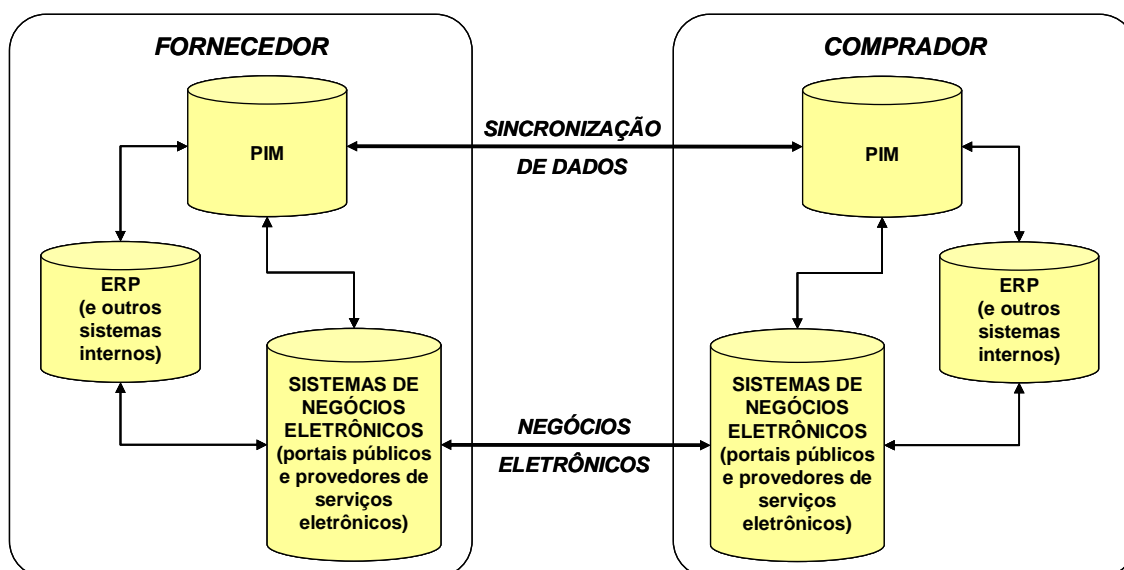 FORNECEDOR
PIM
ERP
(e outros
sistemas
internos)
SISTEMAS DE
NEGÓCIOS
ELETRÔNICOS
(portais públicos
e provedores de
serviços
eletrônicos)
SINCRONIZAÇÃO
DE DADOS
NEGÓCIOS
ELETRÔNICOS
COMPRADOR
PIM
ERP
(e outros
sistemas
internos)
SISTEMAS DE
NEGÓCIOS
ELETRÔNICOS
(portais públicos
e provedores de
serviços
eletrônicos)